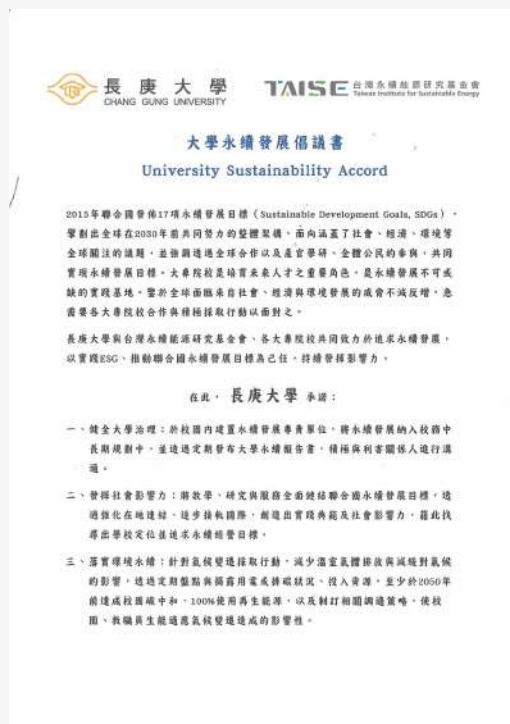 長庚大學
CHANG GUNG UNIVERSITY
TAISE 台灣永續能源研究基金會
Taiwan Institute for Sustainable Energy
大學永續發展倡議書
University Sustainability Accord
2015年聯合國發佈17項永續發展目標（Sustainable Development Goals, SDGs），
擘劃出全球在2030年前共同努力的整體架構，面向涵蓋了社會、經濟、環境等
全球關注的議題，並強調透過全球合作以及產官學研、全體公民的參與，共同
實現永續發展目標。大專院校是培育未來人才之重要角色，是永續發展不可或
缺的實踐基地。鑒於全球面臨來自社會、經濟與環境發展的威脅不減反增，急
需要各大專院校合作與積極採取行動以面對之。
長庚大學與台灣永續能源研究基金會、各大專院校共同致力於追求永續發展，
以實踐ESG、推動聯合國永續發展目標為己任，持續發揮影響力。
在此，長庚大學 承諾：
一、健全大學治理：於校園內建置永續發展專責單位，將永續發展納入校務中
長期規劃中，並透過定期發布大學永續報告書，積極與利害關係人進行溝
通。
二、發揮社會影響力：將教學、研究與服務全面鏈結聯合國永續發展目標，透
過強化在地連結、逐步接軌國際，創造出實踐典範及社會影響力，藉此找
尋出學校定位並追求永續經營目標。
三、落實環境永續：針對氣候變遷採取行動，減少溫室氣體排放與減緩對氣候
的影響，透過定期盤點與揭露用電或排碳狀況、投入資源，至少於2050年
前達成校園碳中和、100%使用再生能源，以及制訂相關調適策略，使校
園、教職員生能適應氣候變遷造成的影響性。